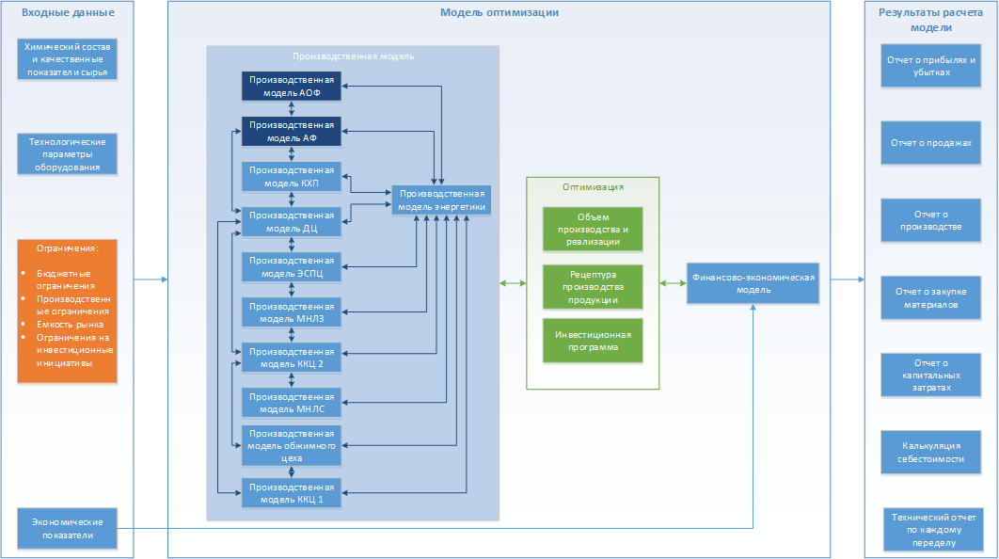 Входные данные
Химический состав
и качественные
показатели сырья
Технологические
параметры
оборудования
Ограничения:
• Бюджетные
ограничения
• Производственн
ые ограничения
• Емкость рынка
• Ограничения на
инвестиционные
инициативы
Экономические
показатели
Модель оптимизации
Производственная модель
Производственная
модель АОФ
Производственная
модель АФ
Производственная
модель КХП
Производственная
модель ДЦ
Производственная
модель ЭСПЦ
Производственная
модель МНЛЗ
Производственная
модель ККЦ 2
Производственная
модель МНЛС
Производственная
модель обжимного
цеха
Производственная
модель ККЦ 1
Производственная
модель энергетики
Оптимизация
Объем
производства и
реализации
Рецептура
производства
продукции
Инвестиционная
программа
Финансово-экономическая
модель
Результаты расчета
модели
Отчет о прибылях и
убытках
Отчет о продажах
Отчет о
производстве
Отчет о закупке
материалов
Отчет о
капитальных
затратах
Калькуляция
себестоимости
Технический отчет
по каждому
переделу